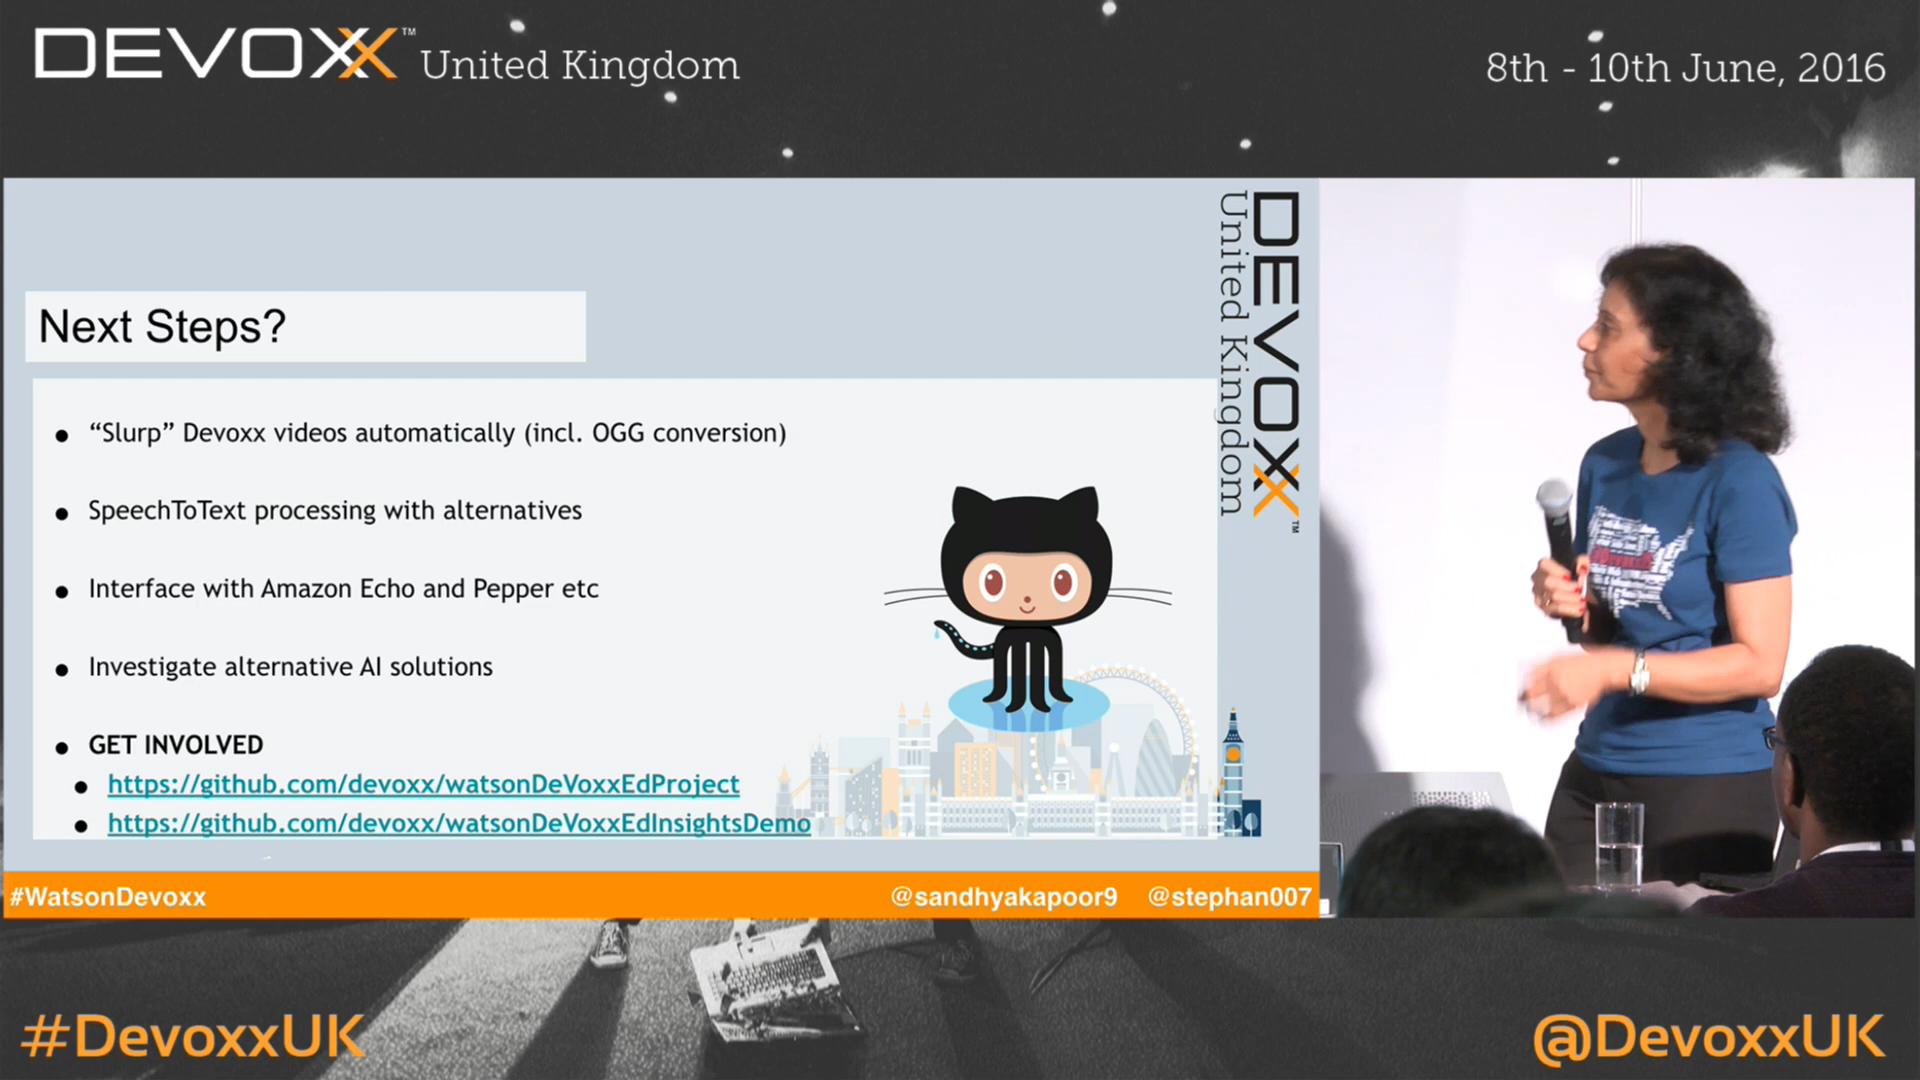 DEVOXX™ United Kingdom
8th - 10th June, 2016
DEVOXX™
United Kingdom
Next Steps?
● “Slurp” Devoxx videos automatically (incl. OGG conversion)
● SpeechToText processing with alternatives
● Interface with Amazon Echo and Pepper etc
● Investigate alternative AI solutions
● GET INVOLVED
● https://github.com/devoxx/watsonDeVoxxEdProject
● https://github.com/devoxx/watsonDeVoxxEdInsightsDemo
#WatsonDevoxx
@sandhyakapoor9 @stephan007
#DevoxxUK
@DevoxxUK